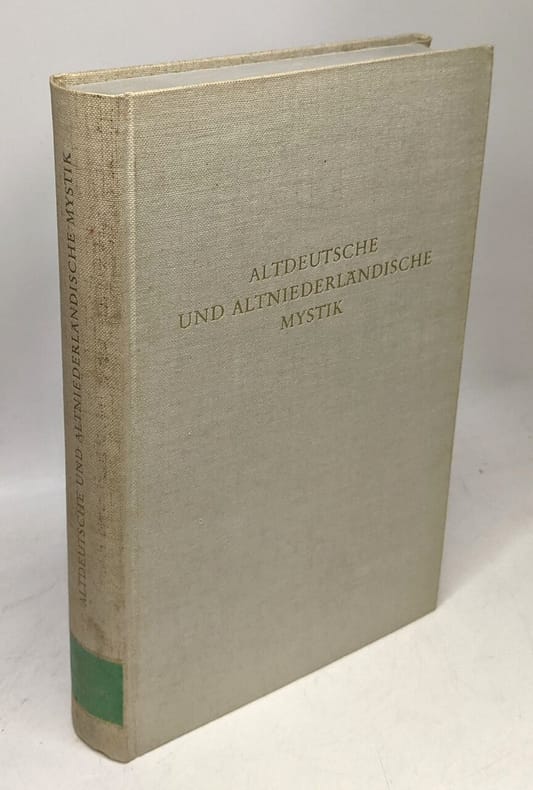 ALTDEUTSCHE
UND ALTNIEDERLÄNDISCHE
MYSTIK
ALTDEUTSCHE UND ALTNIEDERLÄNDISCHE MYSTIK